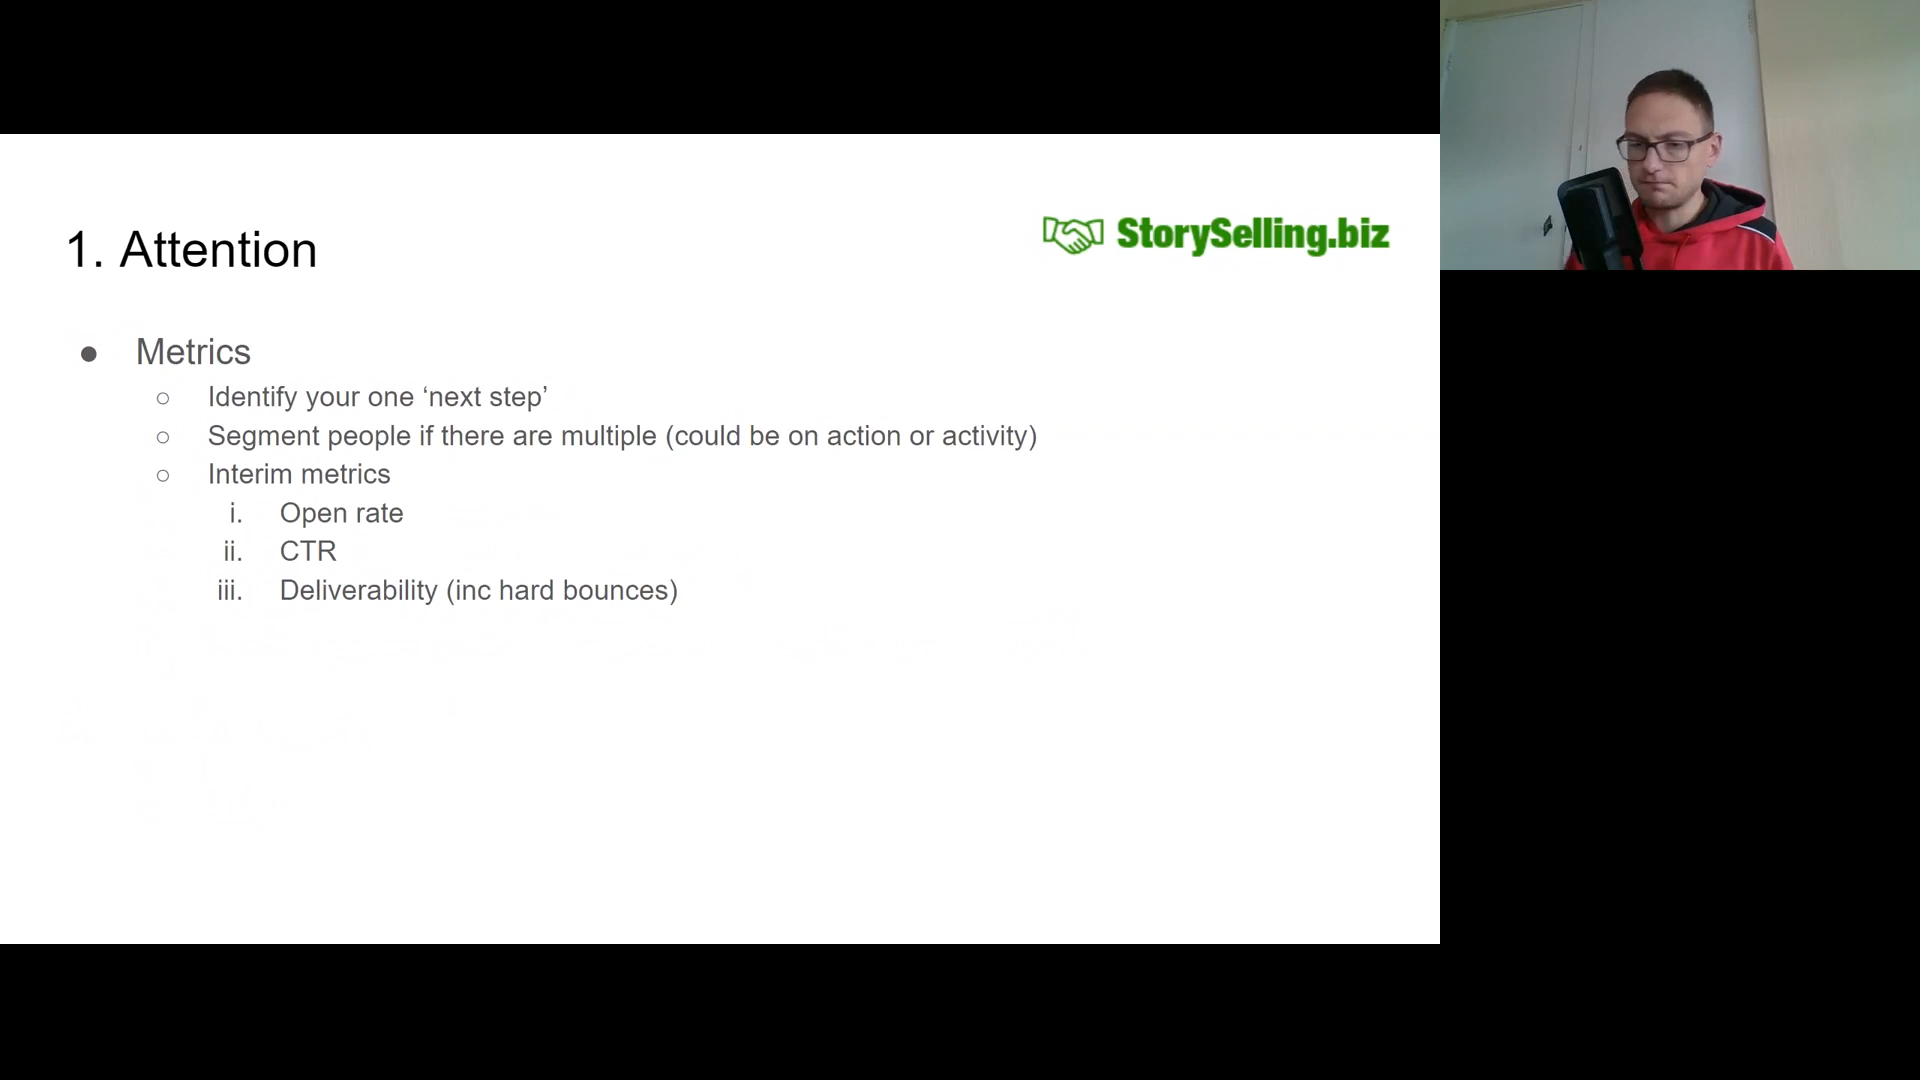 1. Attention
StorySelling.biz
● Metrics
○ Identify your one ‘next step’
○ Segment people if there are multiple (could be on action or activity)
○ Interim metrics
i. Open rate
ii. CTR
iii. Deliverability (inc hard bounces)